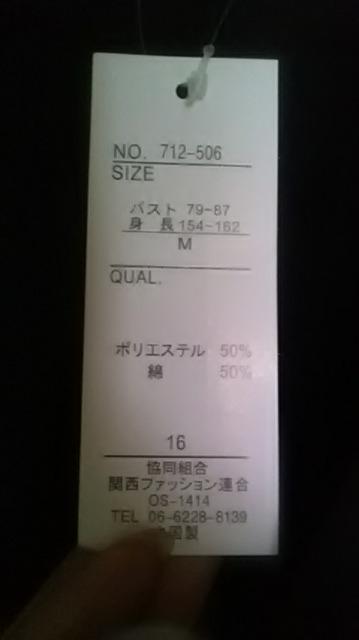 NO. 712-506
SIZE
バスト 79-87
身 長 154-162
M
QUAL.
ポリエステル 50%
綿 50%
16
協同組合
関西ファッション連合
OS-1414
TEL 06-6228-8139
国製